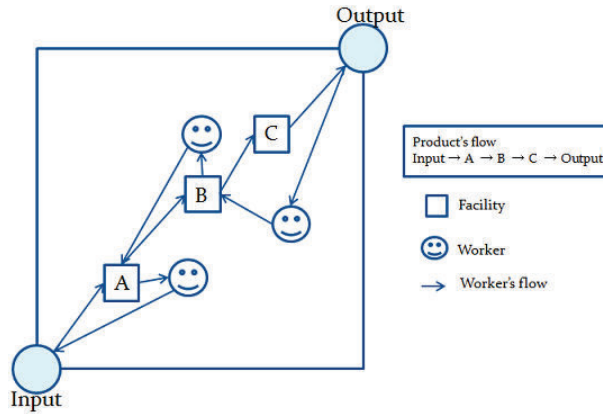 Output
C
B
A
Input
Product's flow
Input → A → B → C → Output
Facility
Worker
Worker's flow